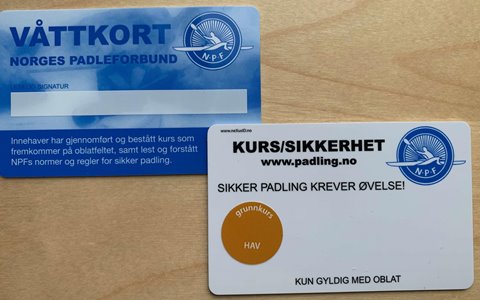 VÅTTKORT
NORGES PADLEFORBUND
NPF
SIGNATUR
Innehaver har gjennomført og bestått kurs som
fremkommer på oblatfeltet, samt lest og forstått
NPFs normer og regler for sikker padling.
KURS/SIKKERHET
www.padling.no
NPF
SIKKER PADLING KREVER ØVELSE!
grunnkurs
HAV
KUN GYLDIG MED OBLAT